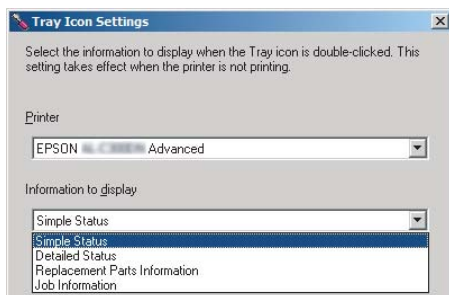 Tray Icon Settings
Select the information to display when the Tray icon is double-clicked. This
setting takes effect when the printer is not printing.
Printer
EPSON Advanced
Information to display
Simple Status
Simple Status
Detailed Status
Replacement Parts Information
Job Information